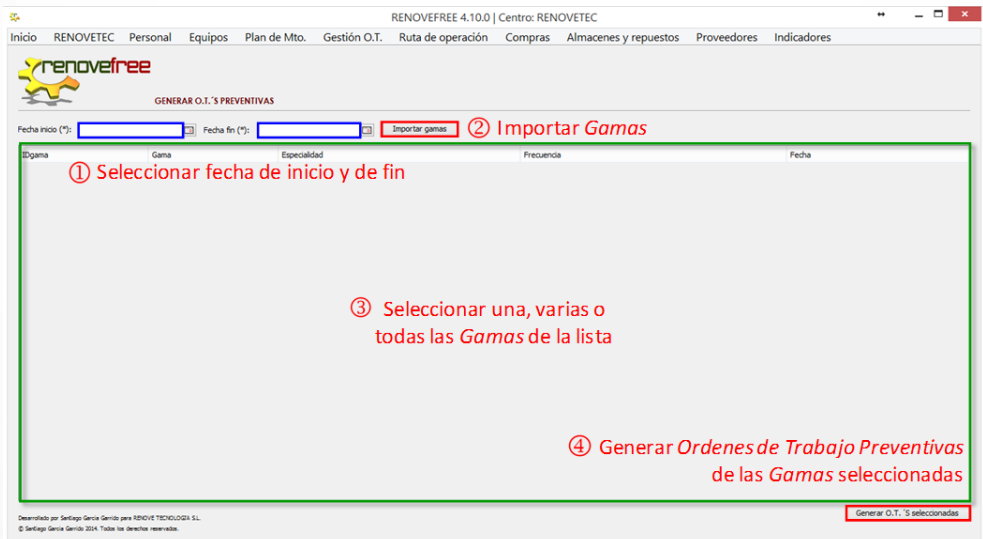 RENOVEFREE 4.10.0 | Centro: RENOVETEC
Inicio RENOVETEC Personal Equipos Plan de Mto. Gestión O.T. Ruta de operación Compras Almacenes y repuestos Proveedores Indicadores
renovefree
GENERAR O.T.´S PREVENTIVAS
Fecha inicio (*): Fecha fin (*): Importar gamas ② Importar Gamas
IDgama Gama Especialidad Frecuencia Fecha
① Seleccionar fecha de inicio y de fin
③ Seleccionar una, varias o
todas las Gamas de la lista
④ Generar Ordenes de Trabajo Preventivas
de las Gamas seleccionadas
Generar O.T. ´S seleccionadas
Desarrollado por Santiago García Garrido para RENOVE TECNOLOGÍA S.L.
© Santiago García Garrido 2014. Todos los derechos reservados.